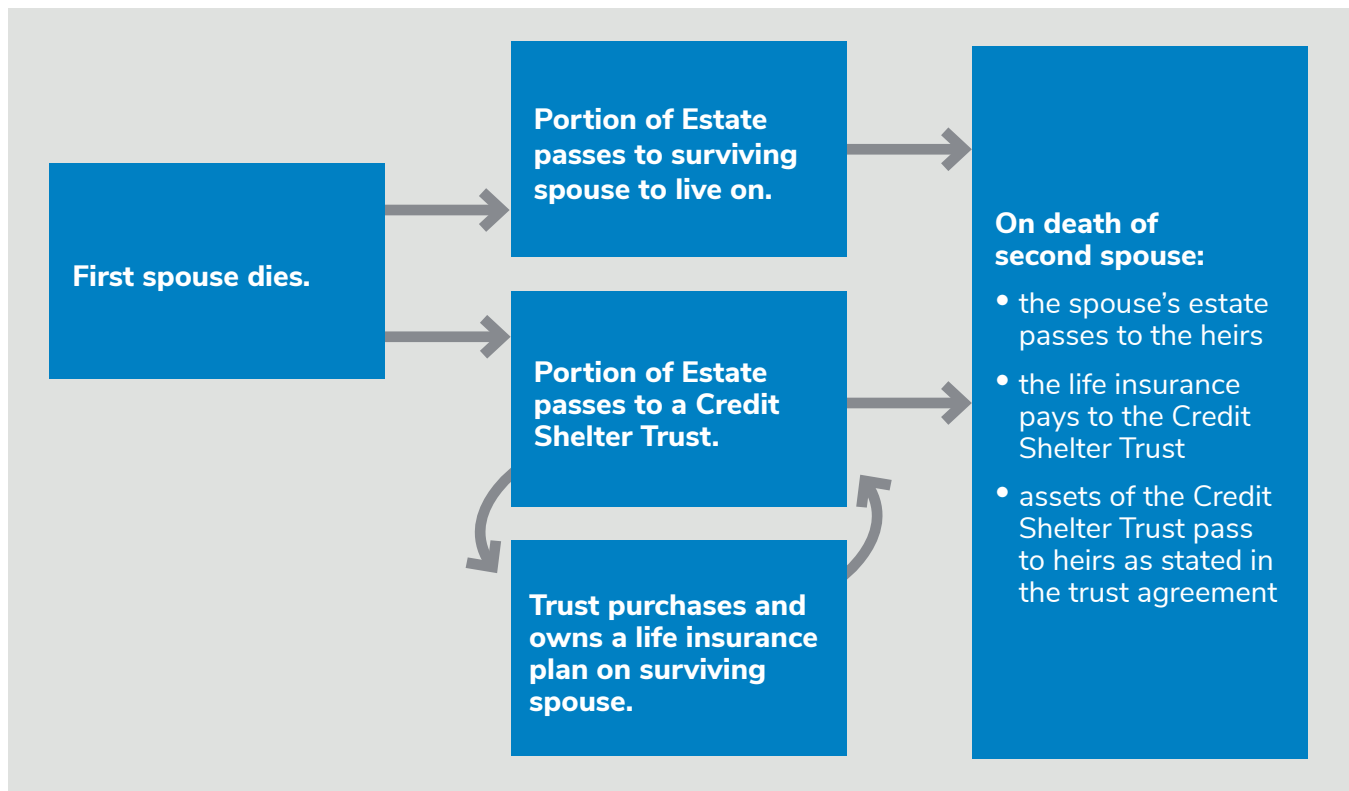 First spouse dies.
Portion of Estate
passes to surviving
spouse to live on.
Portion of Estate
passes to a Credit
Shelter Trust.
Trust purchases and
owns a life insurance
plan on surviving
spouse.
On death of
second spouse:
• the spouse’s estate
passes to the heirs
• the life insurance
pays to the Credit
Shelter Trust
• assets of the Credit
Shelter Trust pass
to heirs as stated in
the trust agreement